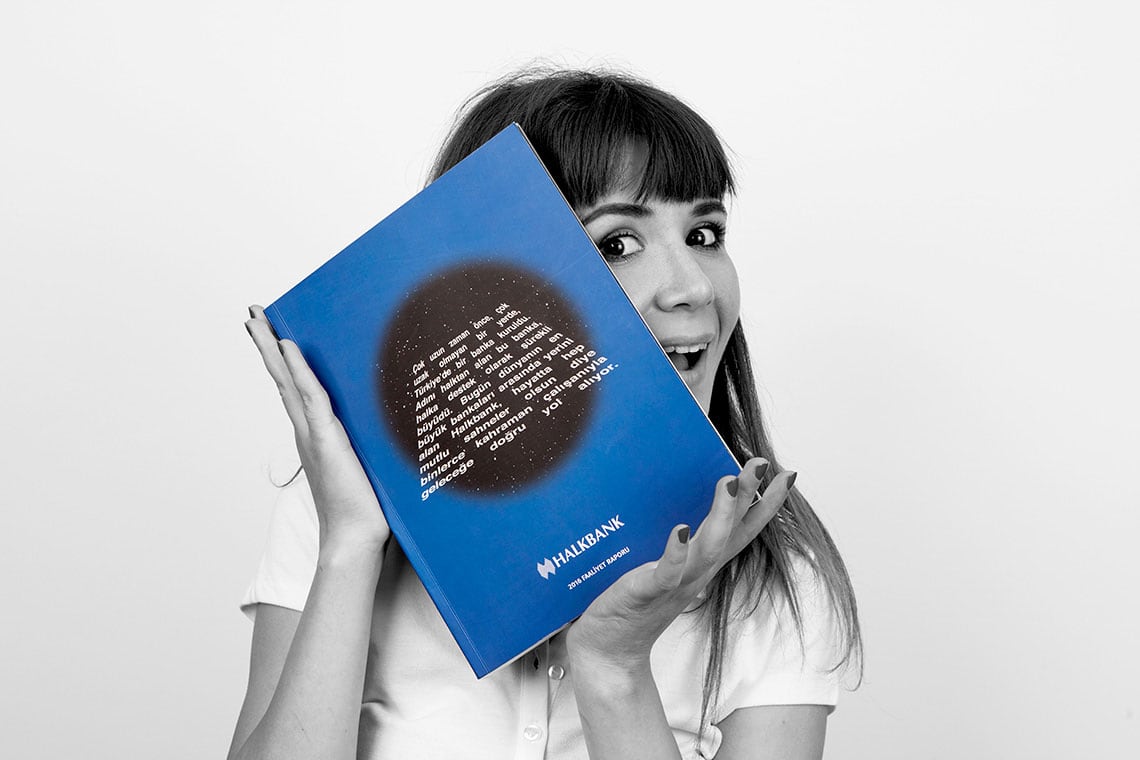 Çok uzun zaman önce, çok
uzak olmayan bir yerde,
Türkiye'de bir banka kuruldu.
Adını halktan alan bu banka,
halka destek olarak sürekli
büyüdü. Bugün dünyanın en
büyük bankaları arasında yerini
alan Halkbank, hayatta hep
mutlu sahneler olsun diye
binlerce kahraman çalışanıyla
geleceğe doğru yol alıyor.
HALKBANK
2016 FAALİYET RAPORU